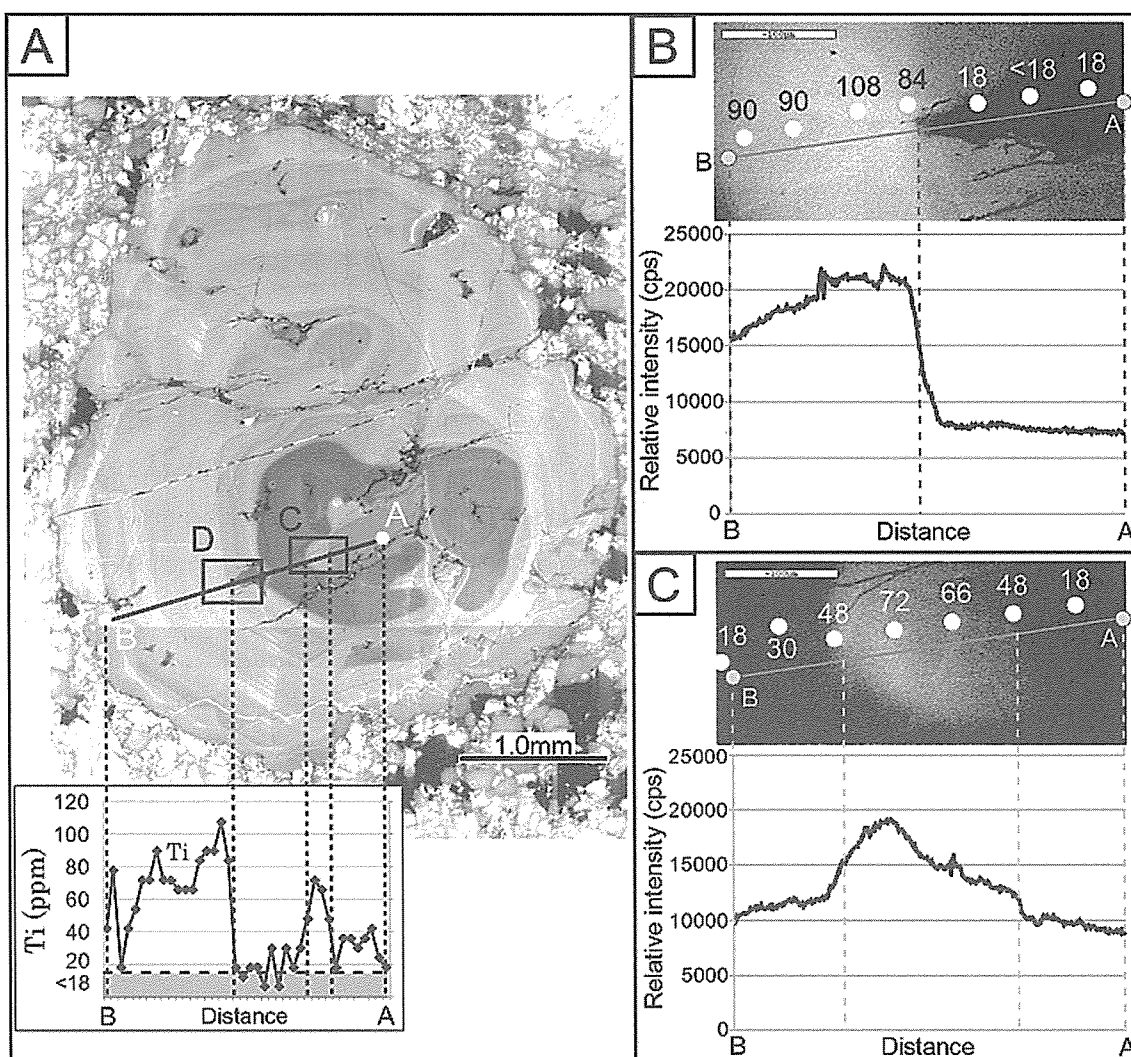 A
D
C
A
B
1.0mm
120
100
80
60
40
20
<18
Ti (ppm)
Ti
B
Distance
A
B
90
90
108
84
18
<18
18
B
A
25000
20000
15000
10000
5000
0
Relative intensity (cps)
B
Distance
A
C
18
30
48
72
66
48
18
B
A
25000
20000
15000
10000
5000
0
Relative intensity (cps)
B
Distance
A